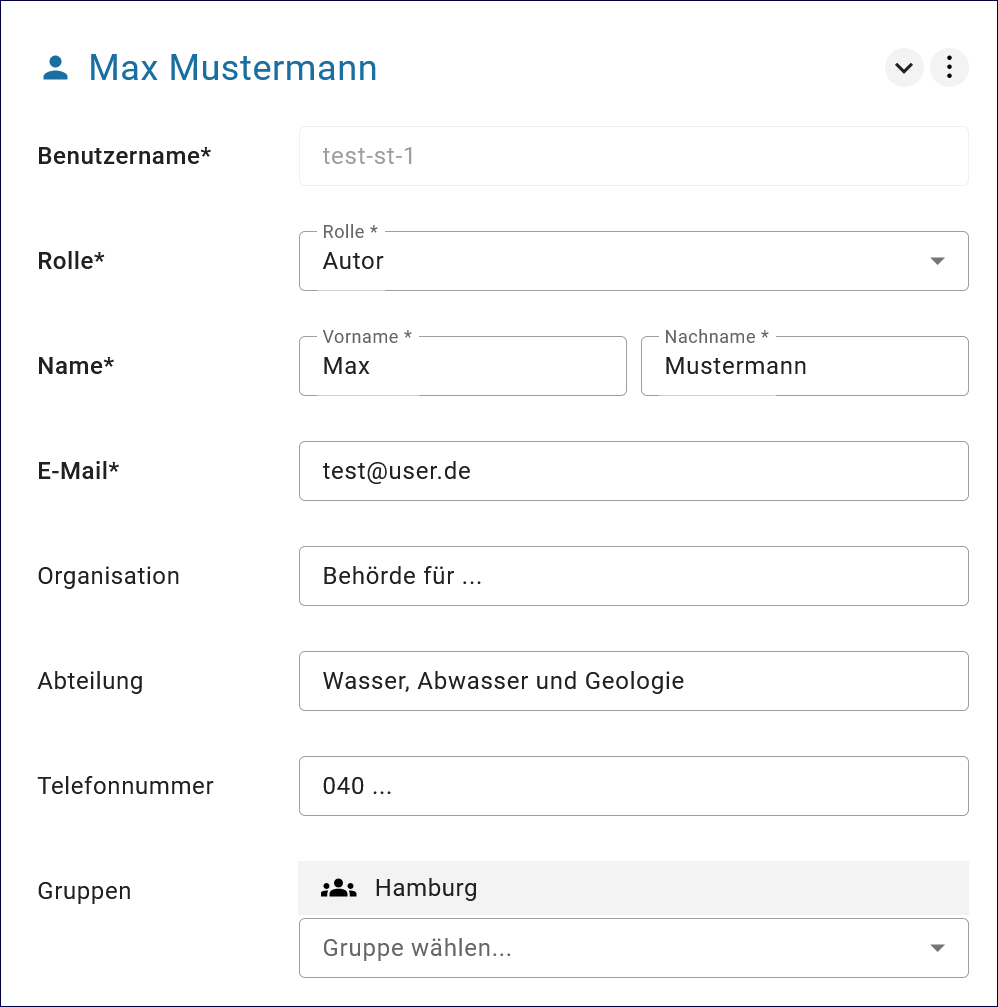 Max Mustermann
Benutzername*
test-st-1
Rolle *
Rolle*
Autor
Vorname *
Nachname *
Name*
Max
Mustermann
E-Mail*
test@user.de
Organisation
Behörde für ...
Abteilung
Wasser, Abwasser und Geologie
Telefonnummer
040 ...
Gruppen
Hamburg
Gruppe wählen...